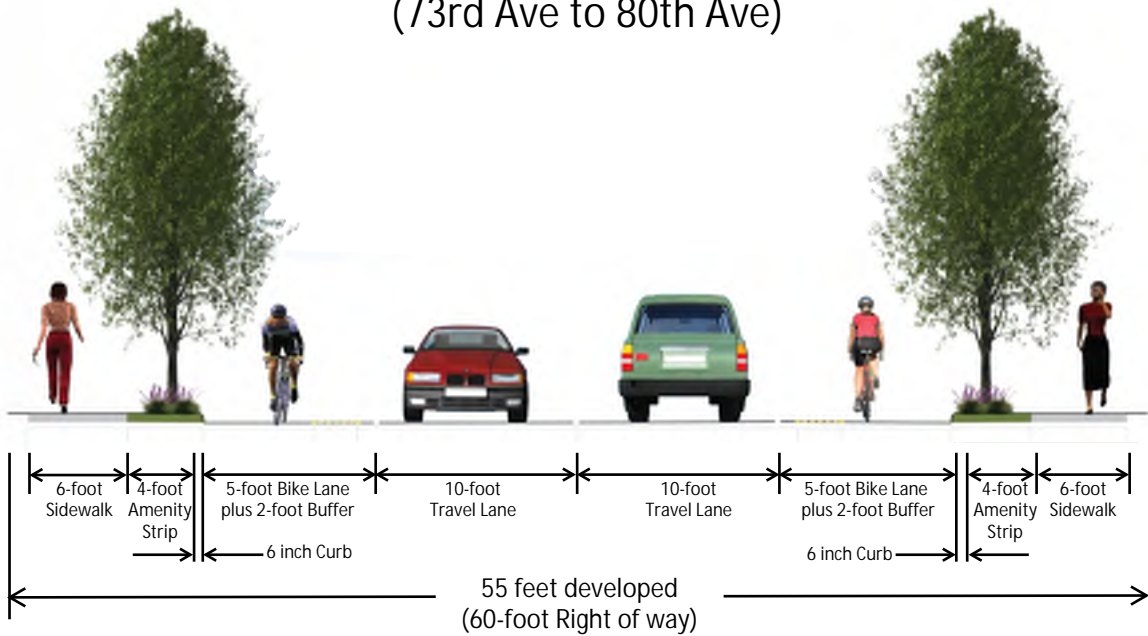 (73rd Ave to 80th Ave)
6-foot
Sidewalk
4-foot
Amenity
Strip
5-foot Bike Lane
plus 2-foot Buffer
10-foot
Travel Lane
10-foot
Travel Lane
5-foot Bike Lane
plus 2-foot Buffer
4-foot
Amenity
Strip
6-foot
Sidewalk
6 inch Curb
6 inch Curb
55 feet developed
(60-foot Right of way)